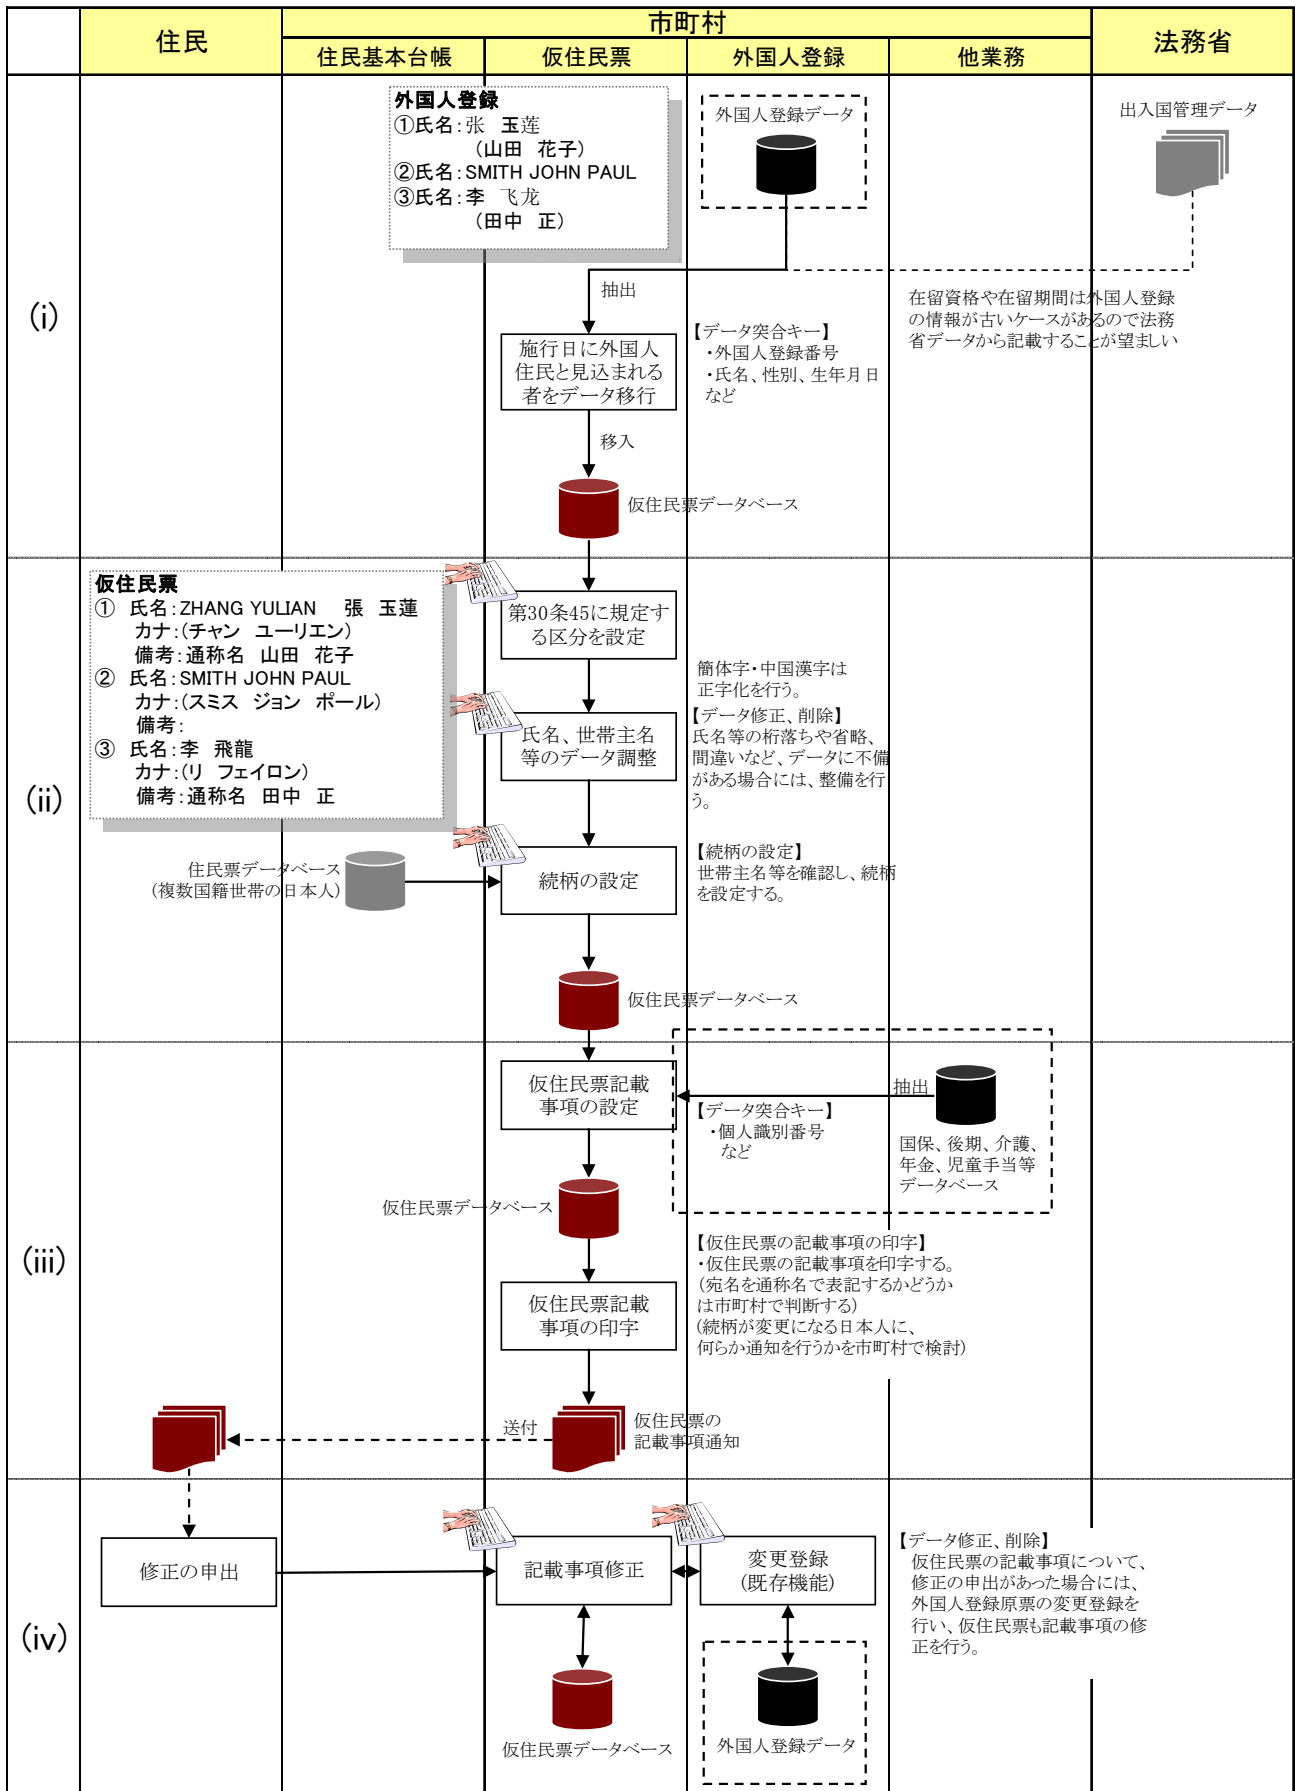 住民
市町村
法務省
住民基本台帳
仮住民票
外国人登録
他業務
(i)
外国人登録
①氏名：张　玉莲
（山田　花子）
②氏名：SMITH JOHN PAUL
③氏名：李　飞龙
（田中　正）
外国人登録データ
出入国管理データ
抽出
在留資格や在留期間は外国人登録
の情報が古いケースがあるので法務
省データから記載することが望ましい
施行日に外国人
住民と見込まれる
者をデータ移行
【データ突合キー】
・外国人登録番号
・氏名、性別、生年月日
など
移入
仮住民票データベース
(ii)
仮住民票
①　氏名：ZHANG YULIAN　張　玉蓮
カナ：（チャン　ユーリエン）
備考：通称名　山田　花子
②　氏名：SMITH JOHN PAUL
カナ：（スミス　ジョン　ポール）
備考：
③　氏名：李　飛龍
カナ：（リ　フェイロン）
備考：通称名　田中　正
第30条45に規定す
る区分を設定
簡体字・中国漢字は
正字化を行う。
【データ修正、削除】
氏名等の桁落ちや省略、
間違いなど、データに不備
がある場合には、整備を行
う。
氏名、世帯主名
等のデータ調整
住民票データベース
（複数国籍世帯の日本人）
続柄の設定
【続柄の設定】
世帯主名等を確認し、続柄
を設定する。
仮住民票データベース
(iii)
仮住民票記載
事項の設定
抽出
【データ突合キー】
・個人識別番号
など
国保、後期、介護、
年金、児童手当等
データベース
仮住民票データベース
【仮住民票の記載事項の印字】
・仮住民票の記載事項を印字する。
（宛名を通称名で表記するかどうか
は市町村で判断する）
（続柄が変更になる日本人に、
何らか通知を行うかを市町村で検討）
仮住民票記載
事項の印字
送付
仮住民票の
記載事項通知
(iv)
修正の申出
記載事項修正
変更登録
（既存機能）
【データ修正、削除】
仮住民票の記載事項について、
修正の申出があった場合には、
外国人登録原票の変更登録を
行い、仮住民票も記載事項の修
正を行う。
仮住民票データベース
外国人登録データ